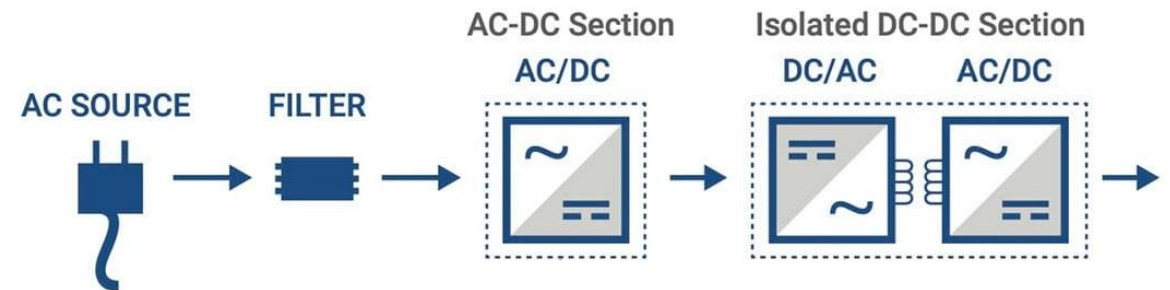 AC-DC Section
Isolated DC-DC Section
AC/DC
DC/AC
AC/DC
AC SOURCE
FILTER